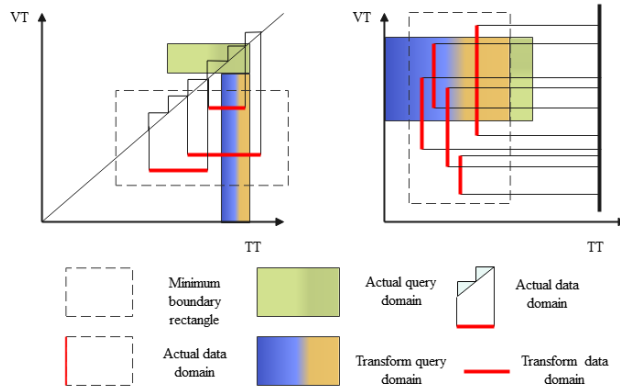 VT
VT
TT
TT
Minimum
boundary
rectangle
Actual query
domain
Actual data
domain
Actual data
domain
Transform query
domain
Transform data
domain